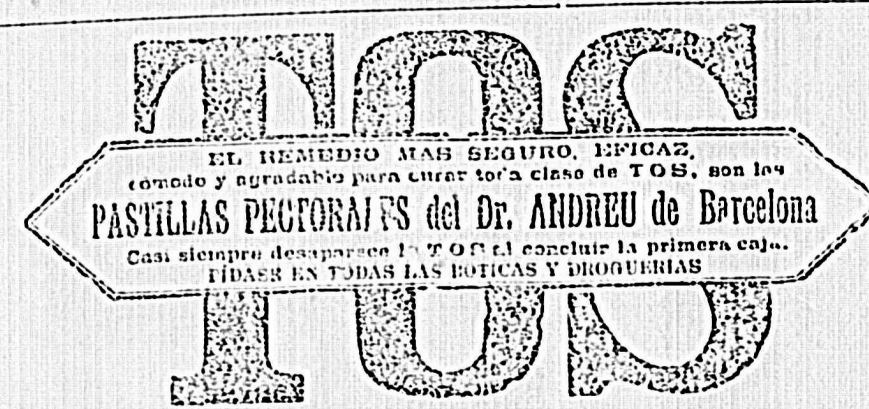 TOS
EL REMEDIO MAS SEGURO, EFICAZ,
cómodo y agradable para curar toda clase de TOS, son las
PASTILLAS PECTORALES del Dr. ANDREU de Barcelona
Casi siempre desaparece la TOS al concluir la primera caja.
PÍDASE EN TODAS LAS BOTICAS Y DROGUERIAS